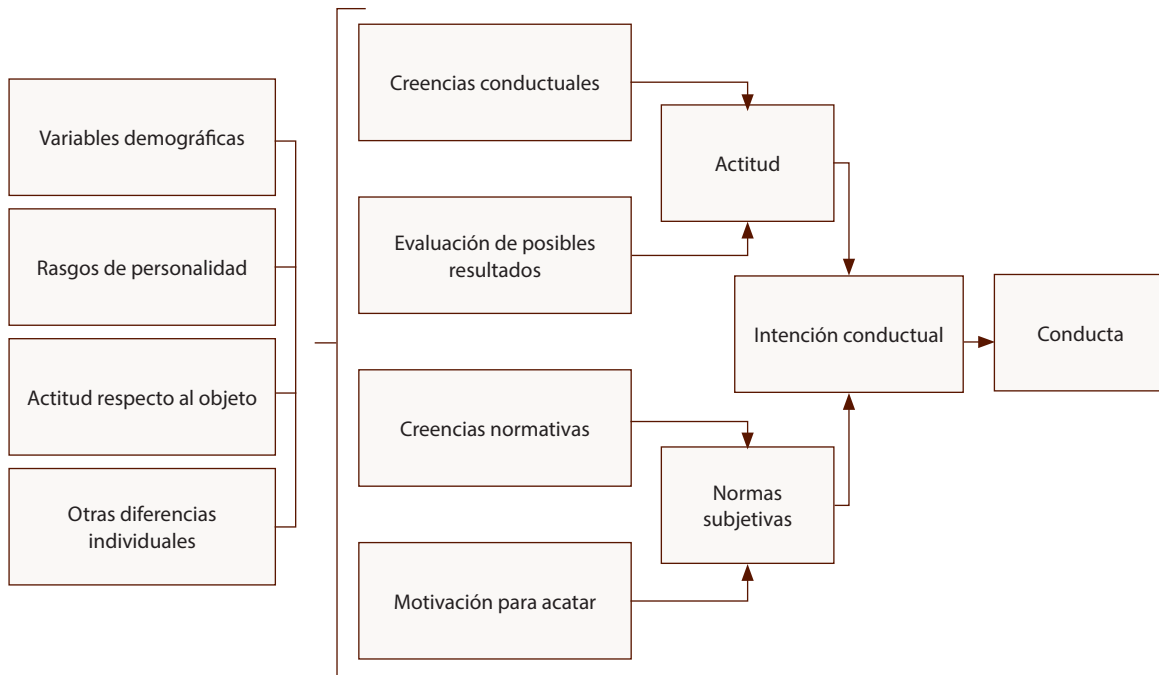 Variables demográficas
Rasgos de personalidad
Actitud respecto al objeto
Otras diferencias
individuales
Creencias conductuales
Evaluación de posibles
resultados
Creencias normativas
Motivación para acatar
Actitud
Normas
subjetivas
Intención conductual
Conducta